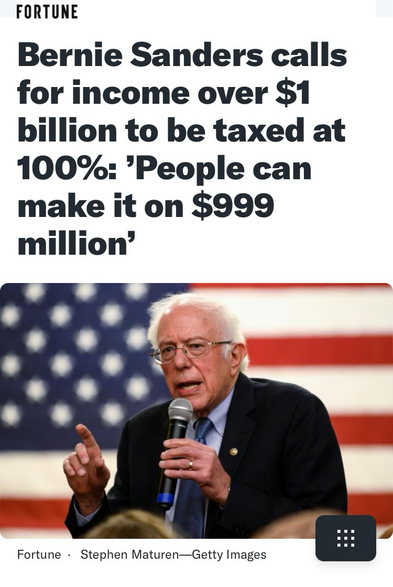 FORTUNE
Bernie Sanders calls
for income over $1
billion to be taxed at
100%: ’People can
make it on $999
million’
Fortune · Stephen Maturen—Getty Images